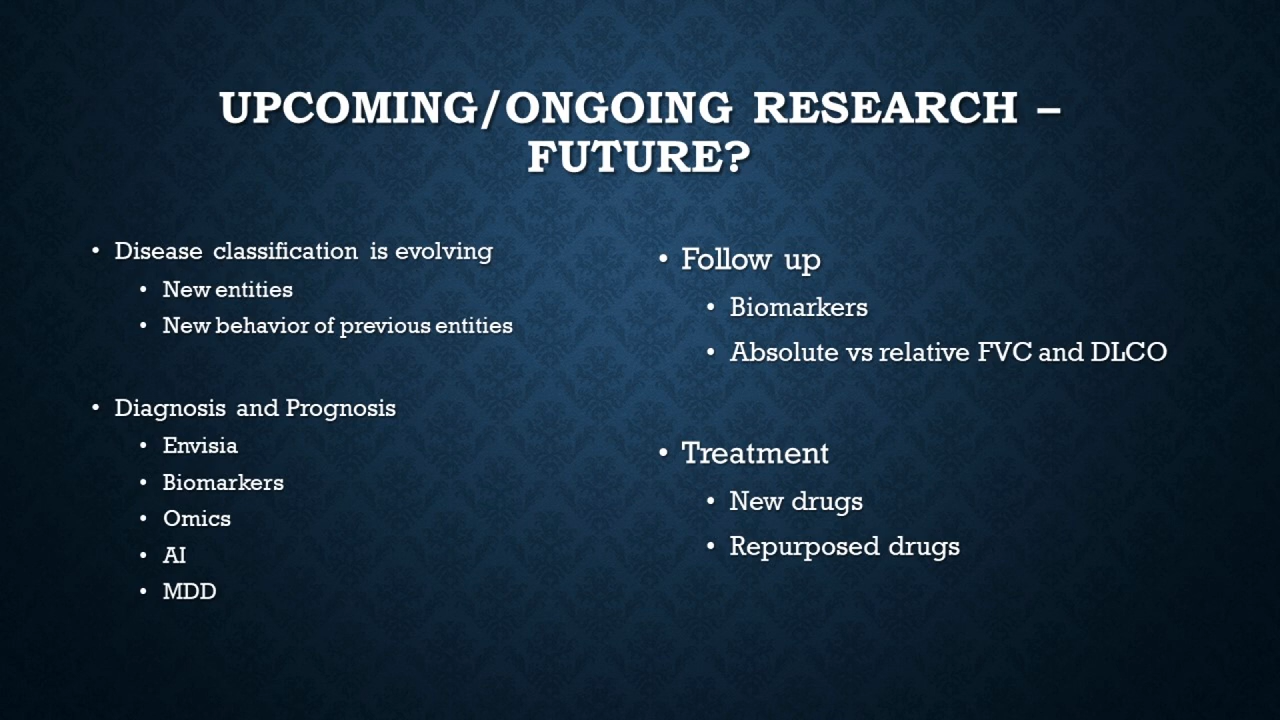 UPCOMING/ONGOING RESEARCH –
FUTURE?
• Disease classification is evolving
• New entities
• New behavior of previous entities
• Diagnosis and Prognosis
• Envisia
• Biomarkers
• Omics
• AI
• MDD
• Follow up
• Biomarkers
• Absolute vs relative FVC and DLCO
• Treatment
• New drugs
• Repurposed drugs